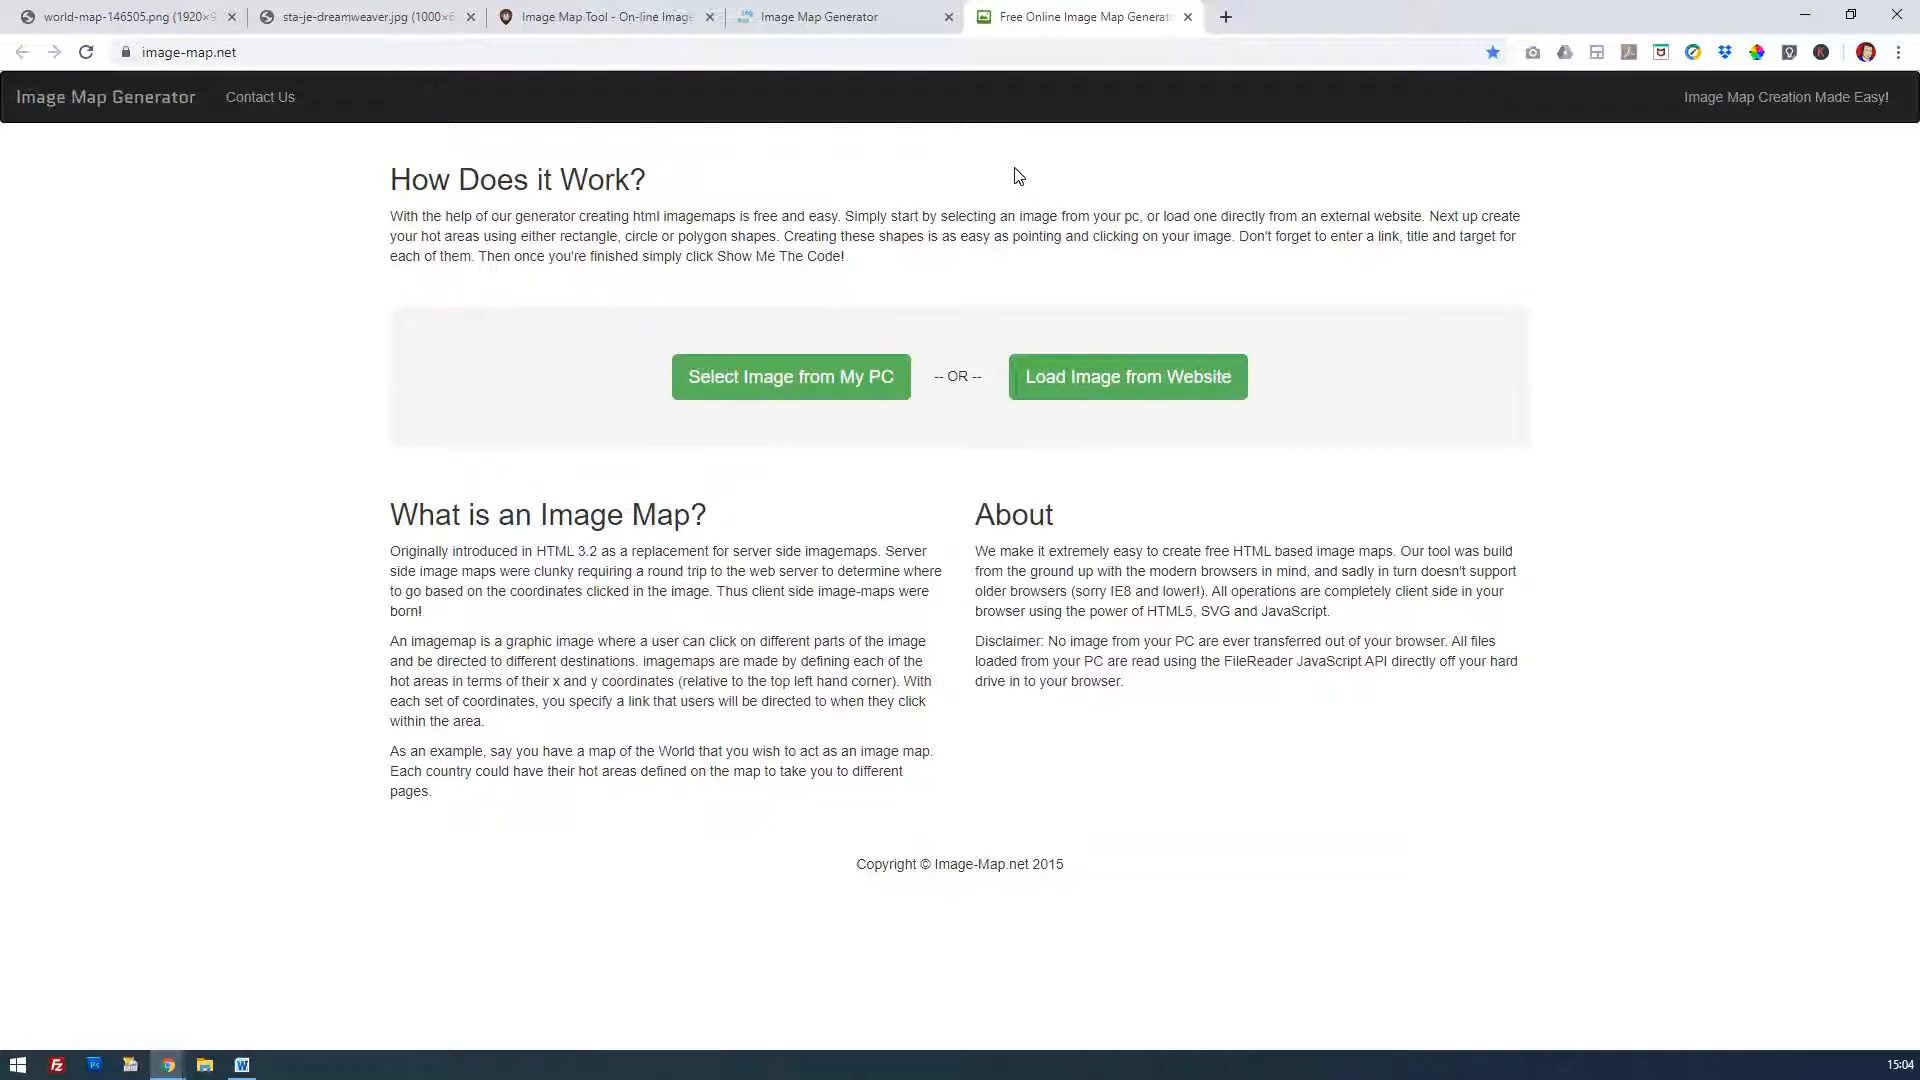 world-map-146505.png (1920×9
sta-je-dreamweaver.jpg (1000×6
Image Map Tool - On-line Image
Image Map Generator
Free Online Image Map Generato
image-map.net
Image Map Generator
Contact Us
Image Map Creation Made Easy!
How Does it Work?
With the help of our generator creating html imagemaps is free and easy. Simply start by selecting an image from your pc, or load one directly from an external website. Next up create
your hot areas using either rectangle, circle or polygon shapes. Creating these shapes is as easy as pointing and clicking on your image. Don't forget to enter a link, title and target for
each of them. Then once you're finished simply click Show Me The Code!
Select Image from My PC
-- OR --
Load Image from Website
What is an Image Map?
Originally introduced in HTML 3.2 as a replacement for server side imagemaps. Server
side image maps were clunky requiring a round trip to the web server to determine where
to go based on the coordinates clicked in the image. Thus client side image-maps were
born!
An imagemap is a graphic image where a user can click on different parts of the image
and be directed to different destinations. imagemaps are made by defining each of the
hot areas in terms of their x and y coordinates (relative to the top left hand corner). With
each set of coordinates, you specify a link that users will be directed to when they click
within the area.
As an example, say you have a map of the World that you wish to act as an image map.
Each country could have their hot areas defined on the map to take you to different
pages.
About
We make it extremely easy to create free HTML based image maps. Our tool was build
from the ground up with the modern browsers in mind, and sadly in turn doesn't support
older browsers (sorry IE8 and lower!). All operations are completely client side in your
browser using the power of HTML5, SVG and JavaScript.
Disclaimer: No image from your PC are ever transferred out of your browser. All files
loaded from your PC are read using the FileReader JavaScript API directly off your hard
drive in to your browser.
Copyright © Image-Map.net 2015
15:04